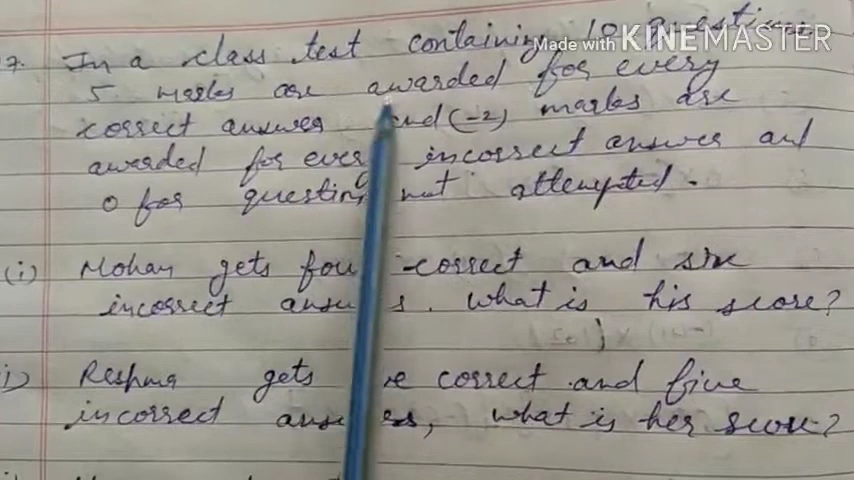 7. In a class test containing 10 questions
Made with KINEMASTER
5 marks are awarded for every
correct answer and (-2) marks are
awarded for every incorrect answer and
0 for questing not attempted.
(i) Mohan gets four correct and six
incorrect answers. What is his score?
i) Reshma gets correct and five
incorrect answers, what is her score?